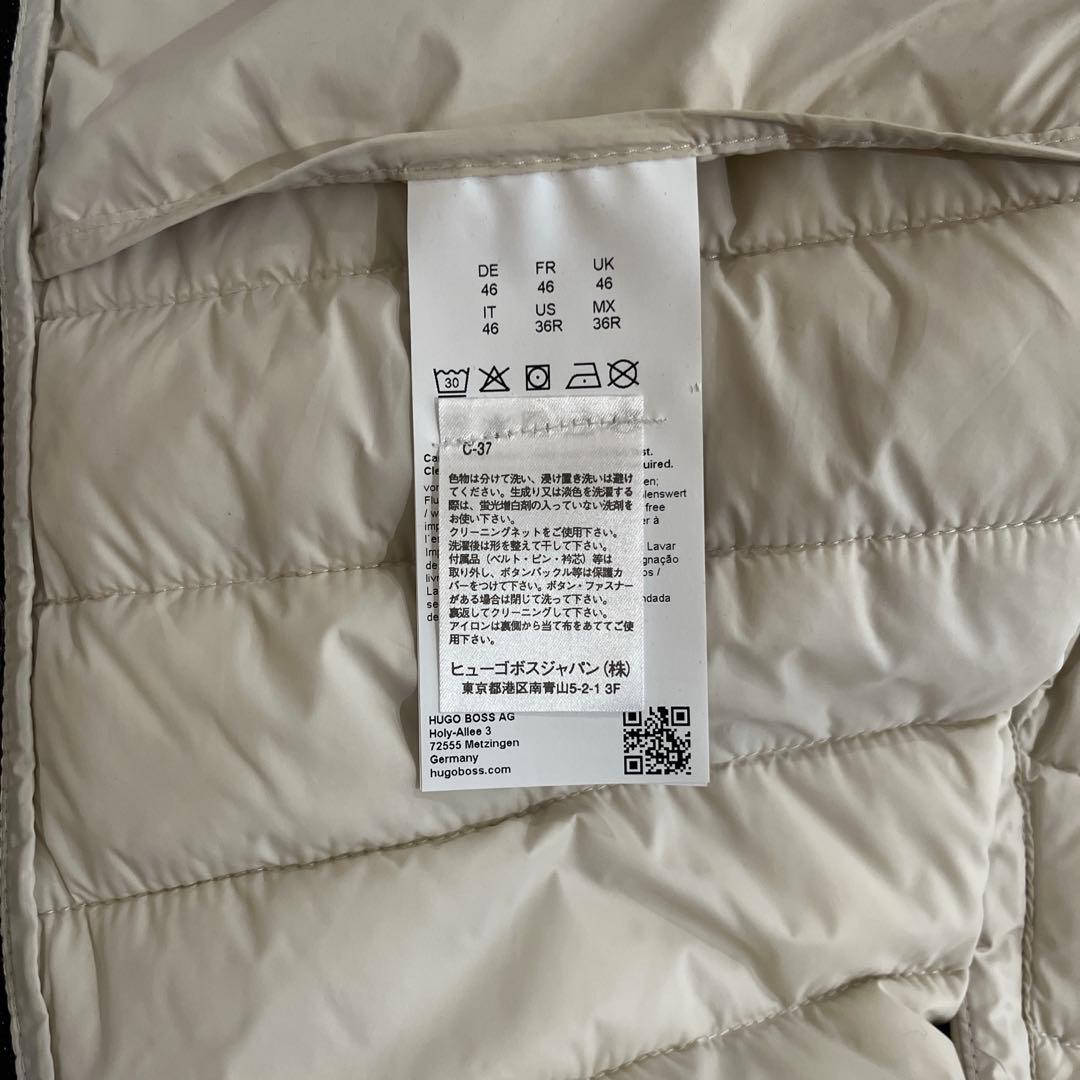 DE FR UK
46 46 46
IT US MX
46 36R 36R
30
C-37
st.
uired.
色物は分けて洗い、浸け置き洗いは避け
てください。生成り又は淡色を洗濯する
際は、蛍光増白剤の入っていない洗剤を
お使い下さい。
クリーニングネットをご使用下さい。
洗濯後は形を整えて干して下さい。
付属品（ベルト・ピン・衿芯）等は
取り外し、ボタンバックル等は保護カ
バーをつけて下さい。ボタン・ファスナー
がある場合は閉じて洗って下さい。
裏返してクリーニングして下さい。
アイロンは裏側から当て布をあててご使
用下さい。
ヒューゴボスジャパン（株）
東京都港区南青山5-2-1 3F
free
er à
Lavar
HUGO BOSS AG
Holy-Allee 3
72555 Metzingen
Germany
hugoboss.com